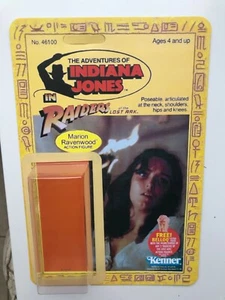 No. 46100
Ages 4 and up
THE ADVENTURES OF
INDIANA
JONES
IN
RAIDERS
OF THE
LOST ARK
Poseable; articulated
at the neck, shoulders,
hips and knees.
Marion
Ravenwood
ACTION FIGURE
FREE!
Kenner